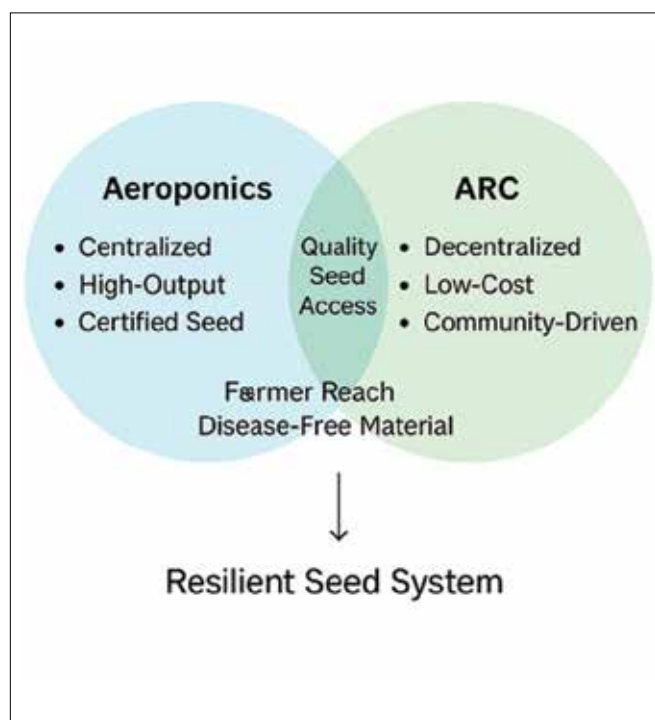 Aeroponics
• Centralized
• High-Output
• Certified Seed
Quality
Seed
Access
ARC
• Decentralized
• Low-Cost
• Community-Driven
Farmer Reach
Disease-Free Material
Resilient Seed System